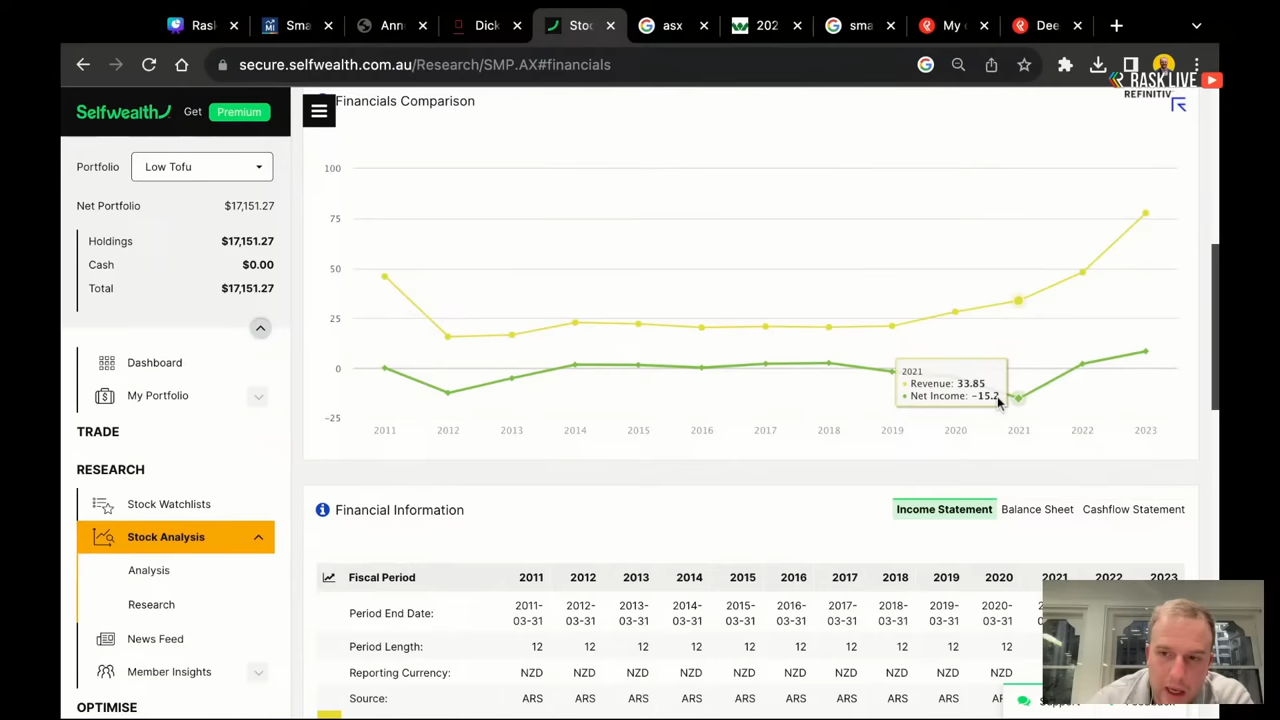 Rask
Sma
Ann
Dick
Stoc
asx
202
sma
My
Dee
secure.selfwealth.com.au/Research/SMP.AX#financials
RASK LIVE
REFINITIV
Selfwealth Get Premium
Financials Comparison
Portfolio Low Tofu
Net Portfolio $17,151.27
Holdings $17,151.27
Cash $0.00
Total $17,151.27
Dashboard
My Portfolio
TRADE
RESEARCH
Stock Watchlists
Stock Analysis
Analysis
Research
News Feed
Member Insights
OPTIMISE
100
75
50
25
0
-25
2021
Revenue: 33.85
Net Income: -15.2
2011 2012 2013 2014 2015 2016 2017 2018 2019 2020 2021 2022 2023
Financial Information
Income Statement Balance Sheet Cashflow Statement
Fiscal Period 2011 2012 2013 2014 2015 2016 2017 2018 2019 2020 2021 2022 2023
Period End Date: 2011-03-31 2012-03-31 2013-03-31 2014-03-31 2015-03-31 2016-03-31 2017-03-31 2018-03-31 2019-03-31 2020-03-31
Period Length: 12 12 12 12 12 12 12 12 12 12
Reporting Currency: NZD NZD NZD NZD NZD NZD NZD NZD NZD NZD
Source: ARS ARS ARS ARS ARS ARS ARS ARS ARS